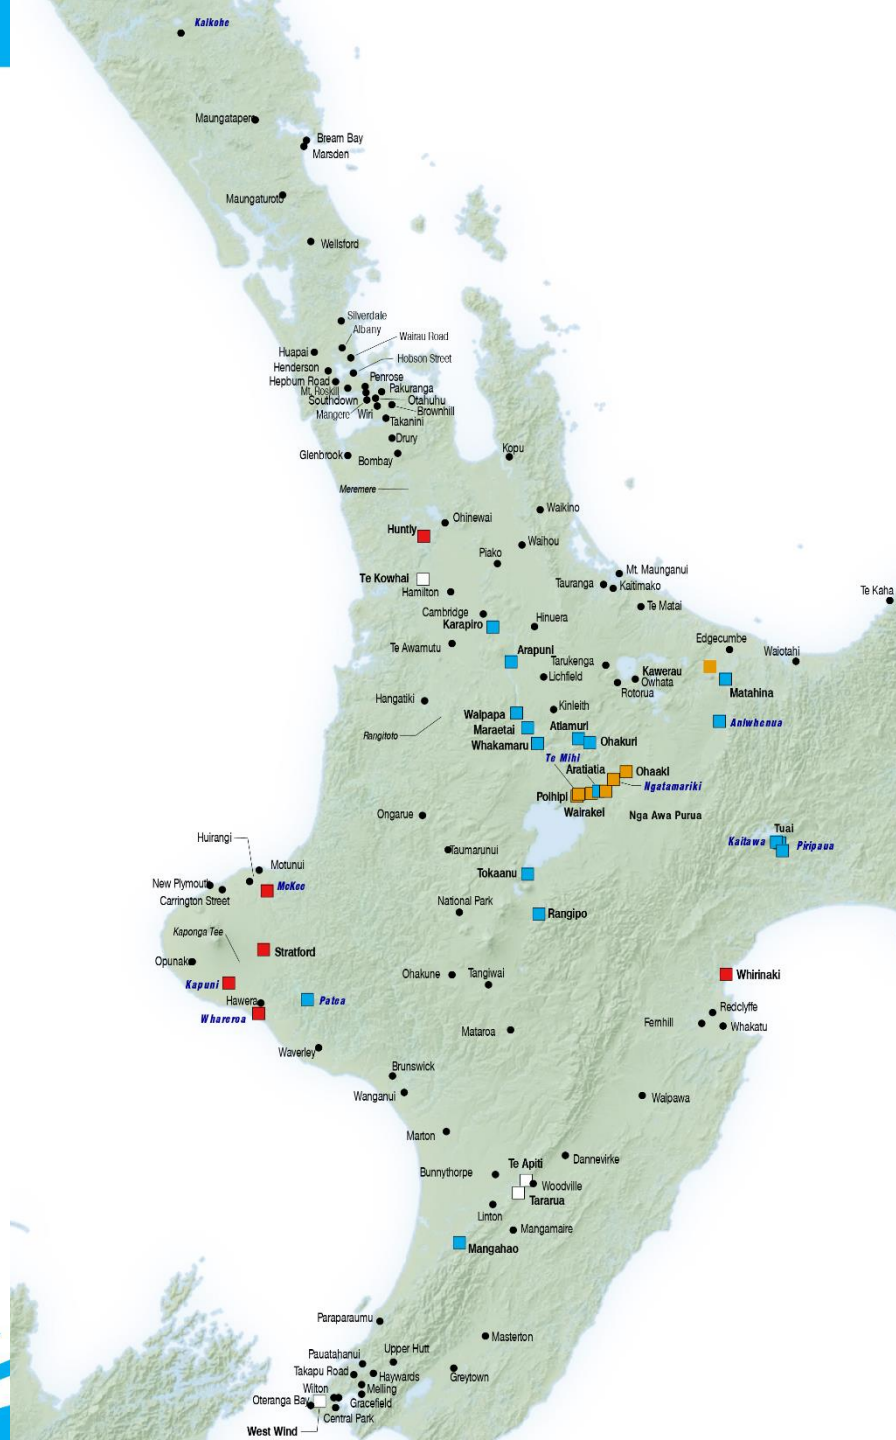 Kaikohe
Maungatapere
Bream Bay
Marsden
Maungaturoto
Wellsford
Silverdale
Albany
Wairau Road
Huapai
Hobson Street
Henderson
Hepburn Road
Penrose
Mt. Roskill
Pakuranga
Southdown
Otahuhu
Mangere
Wiri
Brownhill
Takanini
Drury
Glenbrook
Bombay
Kopu
Meremere
Waikino
Ohinewai
Huntly
Waihou
Piako
Te Kowhai
Mt. Maunganui
Tauranga
Kaitimako
Hamilton
Te Kaha
Te Matai
Cambridge
Karapiro
Hinuera
Te Awamutu
Arapuni
Edgecumbe
Waiotahi
Tarukenga
Kawerau
Lichfield
Owhata
Rotorua
Matahina
Hangatiki
Kinleith
Waipapa
Aniwhenua
Maraetai
Atiamuri
Rangitoto
Whakamaru
Ohakuri
Te Mihi
Aratiatia
Ohaaki
Ngatamariki
Poihipi
Wairakei
Nga Awa Purua
Ongarue
Tuai
Huirangi
Kaitawa
Piripaua
Taumarunui
Motunui
Tokaanu
New Plymouth
McKee
Carrington Street
National Park
Rangipo
Kaponga Tee
Stratford
Opunake
Ohakune
Tangiwai
Whirinaki
Kapuni
Hawera
Patea
Redclyffe
Whareroa
Fernhill
Whakatu
Mataroa
Waverley
Brunswick
Wanganui
Waipawa
Marton
Te Apiti
Dannevirke
Bunnythorpe
Woodville
Tararua
Linton
Mangamaire
Mangahao
Paraparaumu
Masterton
Pauatahanui
Upper Hutt
Takapu Road
Haywards
Greytown
Wilton
Melling
Oteranga Bay
Gracefield
Central Park
West Wind